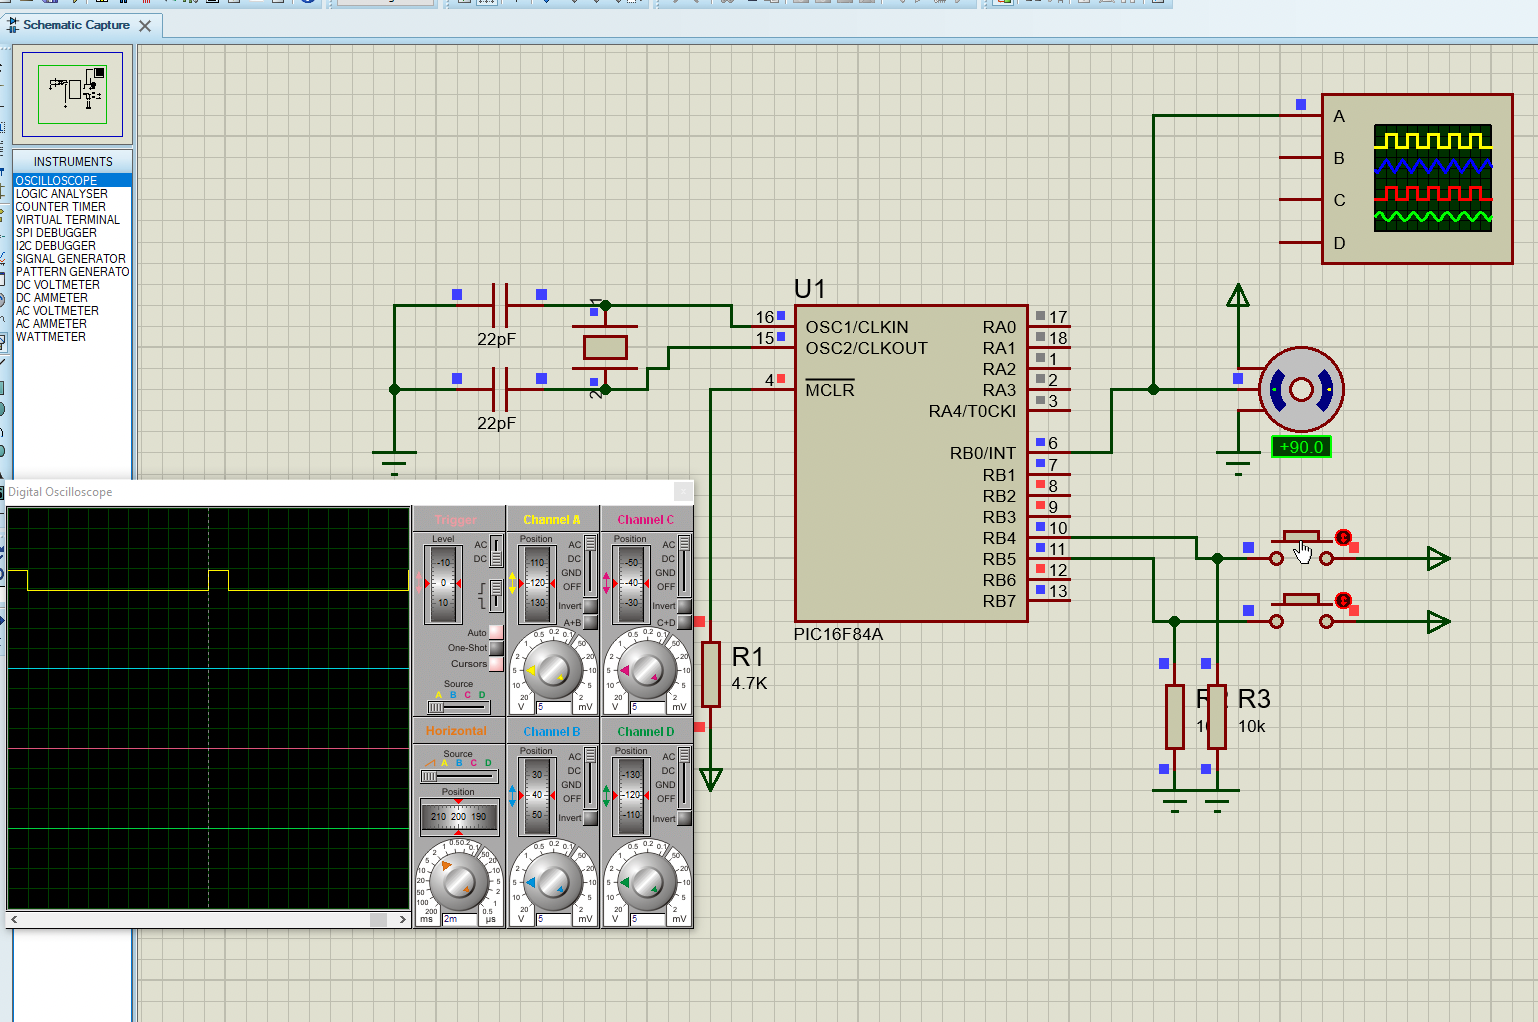 Schematic Capture
INSTRUMENTS
OSCILLOSCOPE
LOGIC ANALYSER
COUNTER TIMER
VIRTUAL TERMINAL
SPI DEBUGGER
I2C DEBUGGER
SIGNAL GENERATOR
PATTERN GENERATO
DC VOLTMETER
DC AMMETER
AC VOLTMETER
AC AMMETER
WATTMETER
A
B
C
D
22pF
22pF
1
2
U1
16
15
4
OSC1/CLKIN
OSC2/CLKOUT
MCLR
RA0
RA1
RA2
RA3
RA4/T0CKI
RB0/INT
RB1
RB2
RB3
RB4
RB5
RB6
RB7
17
18
1
2
3
6
7
8
9
10
11
12
13
PIC16F84A
+90.0
R1
4.7K
R3
10k
Digital Oscilloscope
Trigger
Level
-10
0
10
AC
DC
Auto
One-Shot
Cursors
Source
A B C D
Channel A
Position
110
120
130
AC
DC
GND
OFF
Invert
A+B
V 5 mV
Channel C
Position
-50
-40
-30
AC
DC
GND
OFF
Invert
C+D
V 5 mV
Horizontal
Source
A B C D
Position
210 200 190
ms 2m µs
Channel B
Position
30
40
50
AC
DC
GND
OFF
Invert
V 5 mV
Channel D
Position
-130
-120
-110
AC
DC
GND
OFF
Invert
V 5 mV